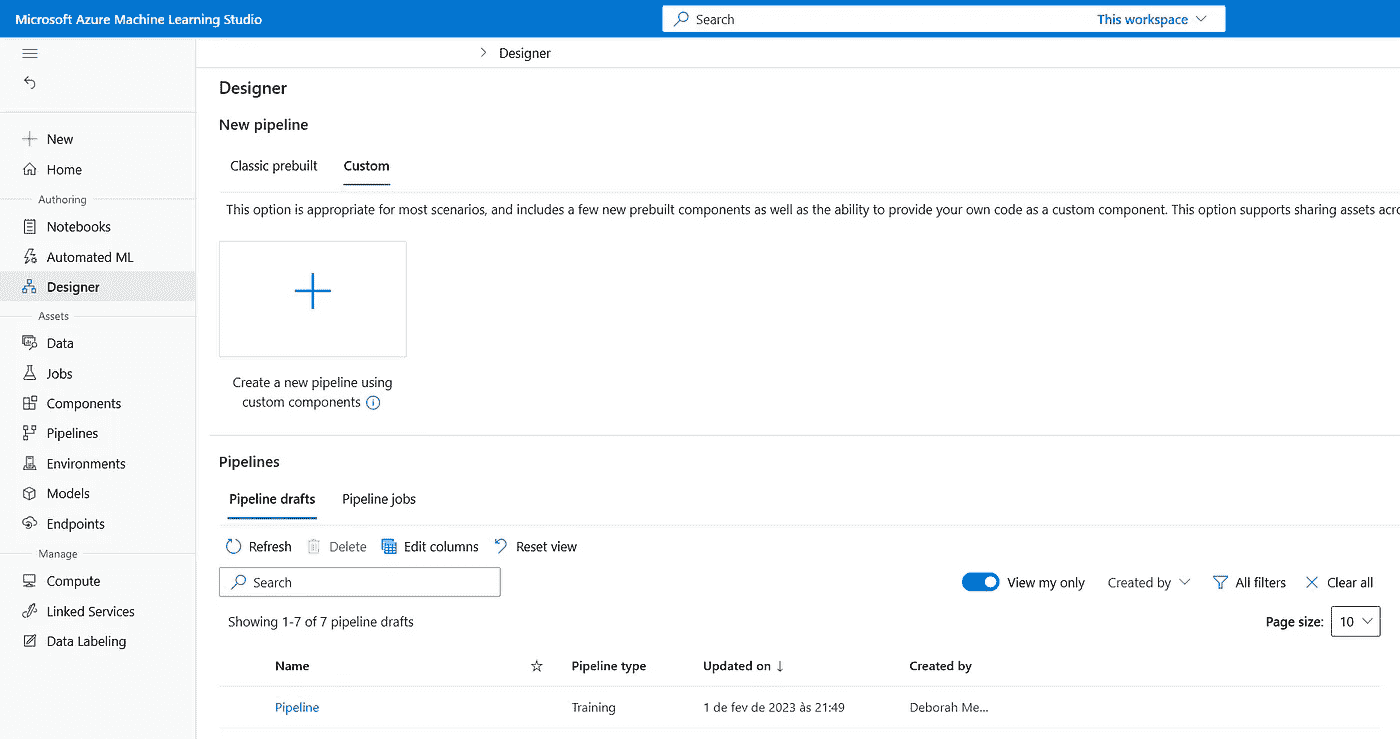 Microsoft Azure Machine Learning Studio
Search
This workspace
Designer
Designer
New pipeline
New
Home
Authoring
Notebooks
Automated ML
Designer
Assets
Data
Jobs
Components
Pipelines
Environments
Models
Endpoints
Manage
Compute
Linked Services
Data Labeling
Classic prebuilt
Custom
This option is appropriate for most scenarios, and includes a few new prebuilt components as well as the ability to provide your own code as a custom component. This option supports sharing assets acro
Create a new pipeline using
custom components
Pipelines
Pipeline drafts
Pipeline jobs
Refresh
Delete
Edit columns
Reset view
Search
View my only
Created by
All filters
Clear all
Showing 1-7 of 7 pipeline drafts
Page size: 10
Name
Pipeline type
Updated on ↓
Created by
Pipeline
Training
1 de fev de 2023 às 21:49
Deborah Me...